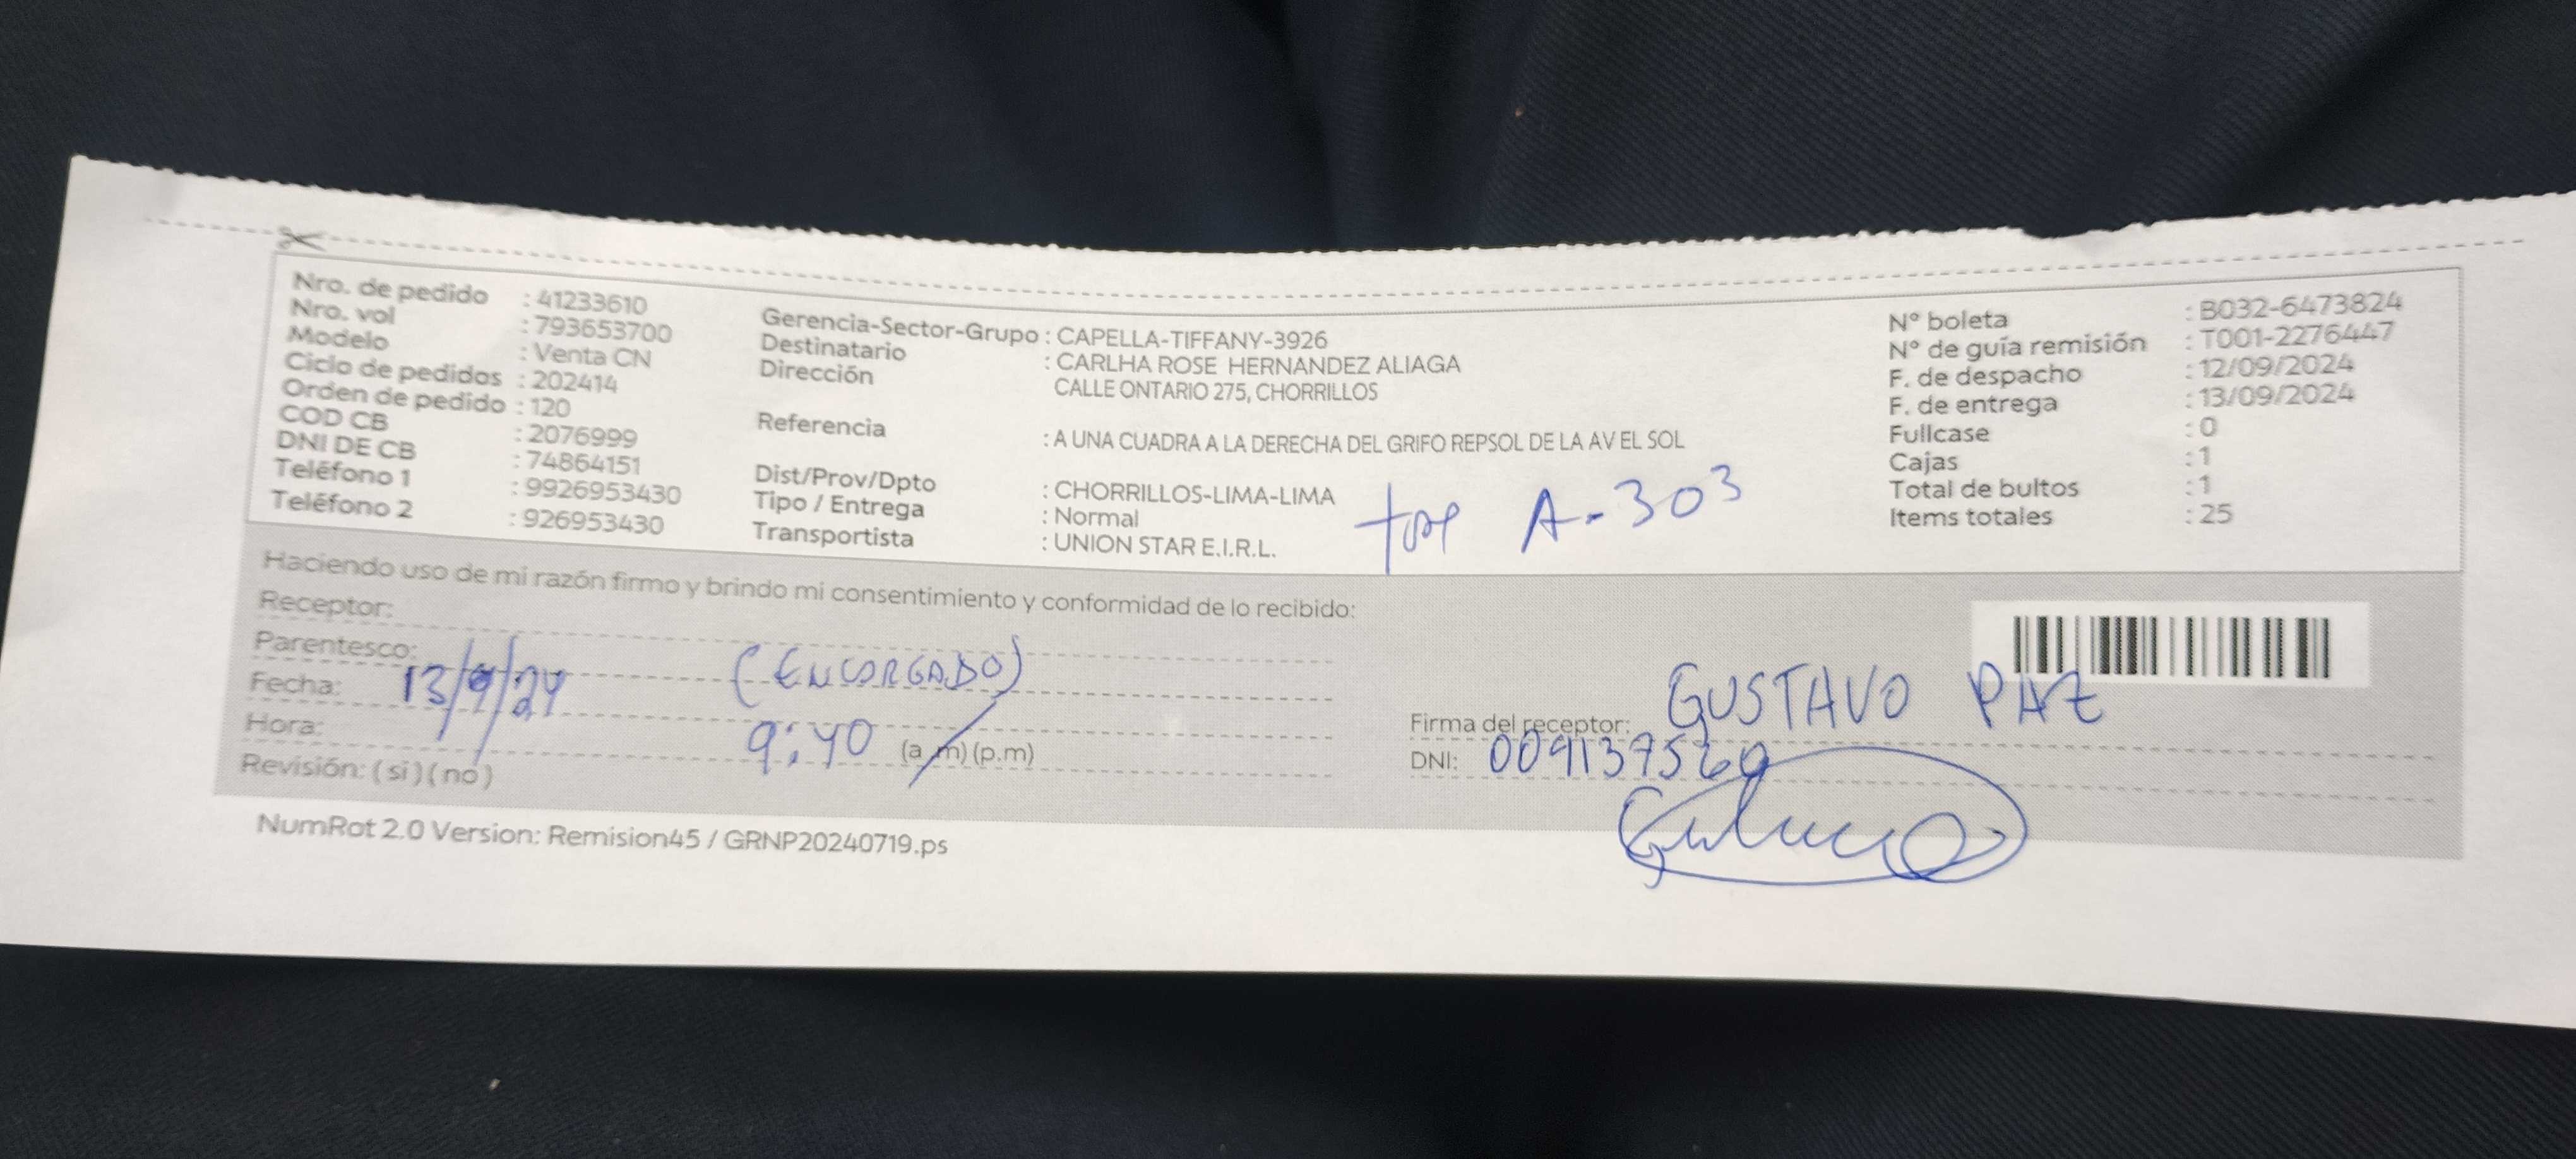 Nro. de pedido : 41233610
Nro. vol : 793653700
Modelo : Venta CN
Ciclo de pedidos : 202414
Orden de pedido : 120
COD CB : 2076999
DNI DE CB : 74864151
Teléfono 1 : 9926953430
Teléfono 2 : 926953430
Gerencia-Sector-Grupo : CAPELLA-TIFFANY-3926
Destinatario : CARLHA ROSE HERNANDEZ ALIAGA
Dirección CALLE ONTARIO 275, CHORRILLOS
Referencia : A UNA CUADRA A LA DERECHA DEL GRIFO REPSOL DE LA AV EL SOL
Dist/Prov/Dpto : CHORRILLOS-LIMA-LIMA
Tipo / Entrega : Normal
Transportista : UNION STAR E.I.R.L.
A-303
N° boleta : B032-6473824
N° de guía remisión : T001-2276447
F. de despacho : 12/09/2024
F. de entrega : 13/09/2024
Fullcase : 0
Cajas : 1
Total de bultos : 1
Items totales : 25
Haciendo uso de mi razón firmo y brindo mi consentimiento y conformidad de lo recibido:
Receptor:
Parentesco: (ENCARGADO)
Fecha: 13/9/24
Hora: 9:40 (a.m) (p.m)
Revisión: ( si ) ( no )
GUSTAVO PAZ
Firma del receptor:
DNI: 009137560
NumRot 2.0 Version: Remision45 / GRNP20240719.ps